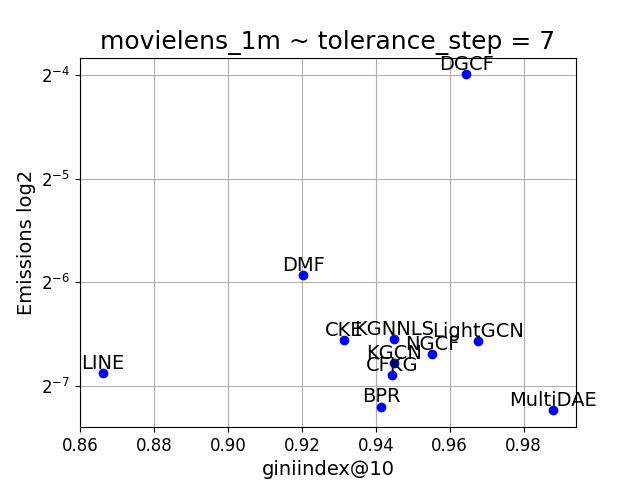 movielens_1m ~ tolerance_step = 7
Emissions log2
2⁻⁴
2⁻⁵
2⁻⁶
2⁻⁷
DGCF
DMF
CKE
KGNNLS
LightGCN
NGCF
KGCN
CFKG
LINE
BPR
MultiDAE
0.86 0.88 0.90 0.92 0.94 0.96 0.98
giniindex@10